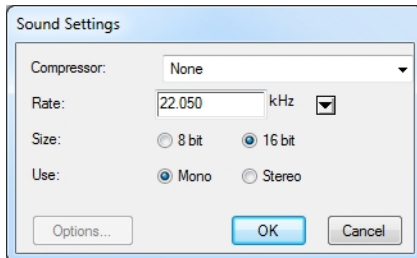 Sound Settings
Compressor: None
Rate: 22.050 kHz
Size: 8 bit 16 bit
Use: Mono Stereo
Options... OK Cancel